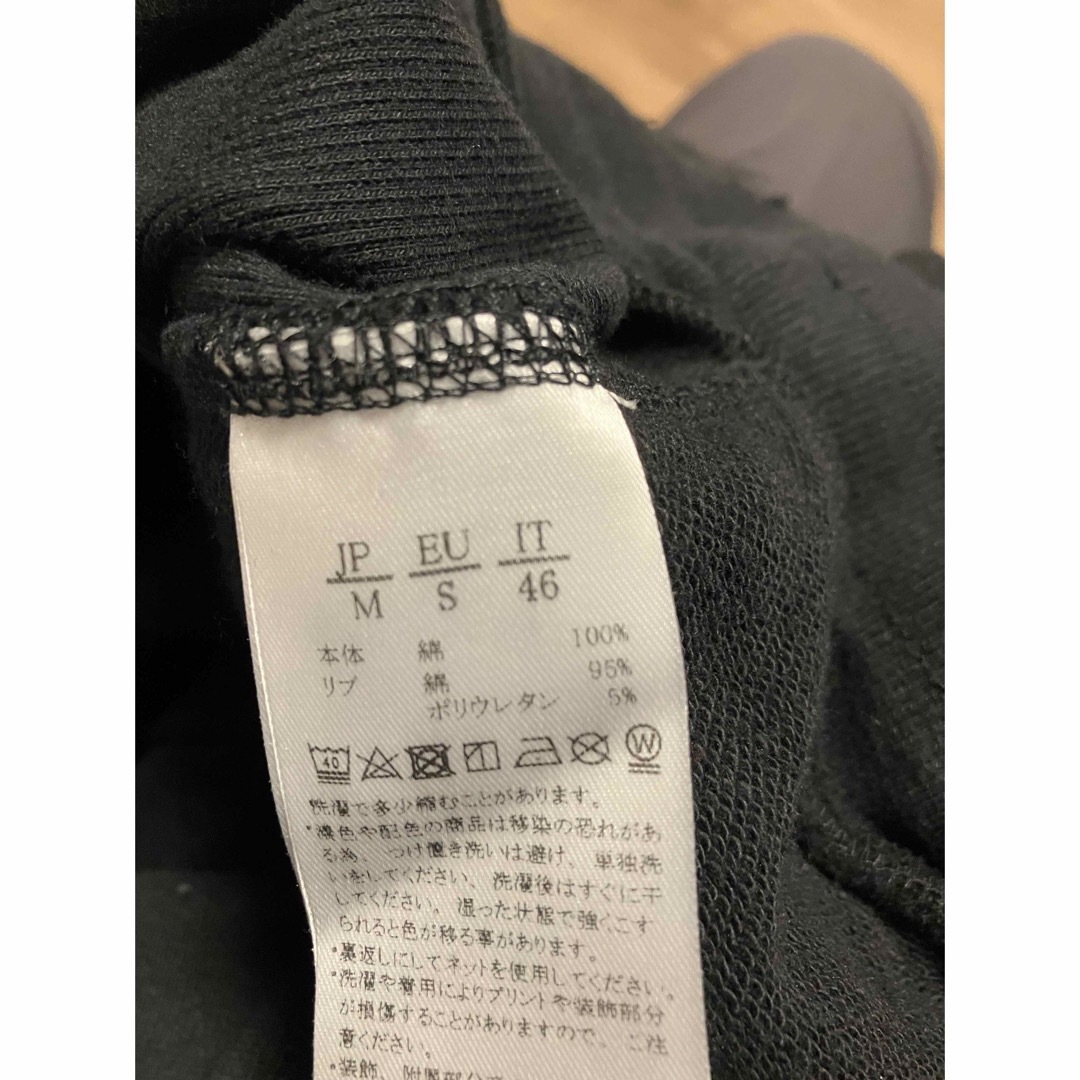 JP EU IT
M S 46
本体 綿 100%
リブ 綿 95%
ポリウレタン 5%
40 W
洗濯で多少縮むことがあります。
・濃色や配色の商品は移染の恐れがあ
る為、つけ置き洗いは避け、単独洗
いをしてください、洗濯後はすぐに干
してください。湿った状態で強くこす
られると色が移る事があります。
・裏返しにしてネットを使用してください。
・洗濯や着用によりプリントや装飾部分
が損傷することがありますので、ご注
意ください。
・装飾、附属部分